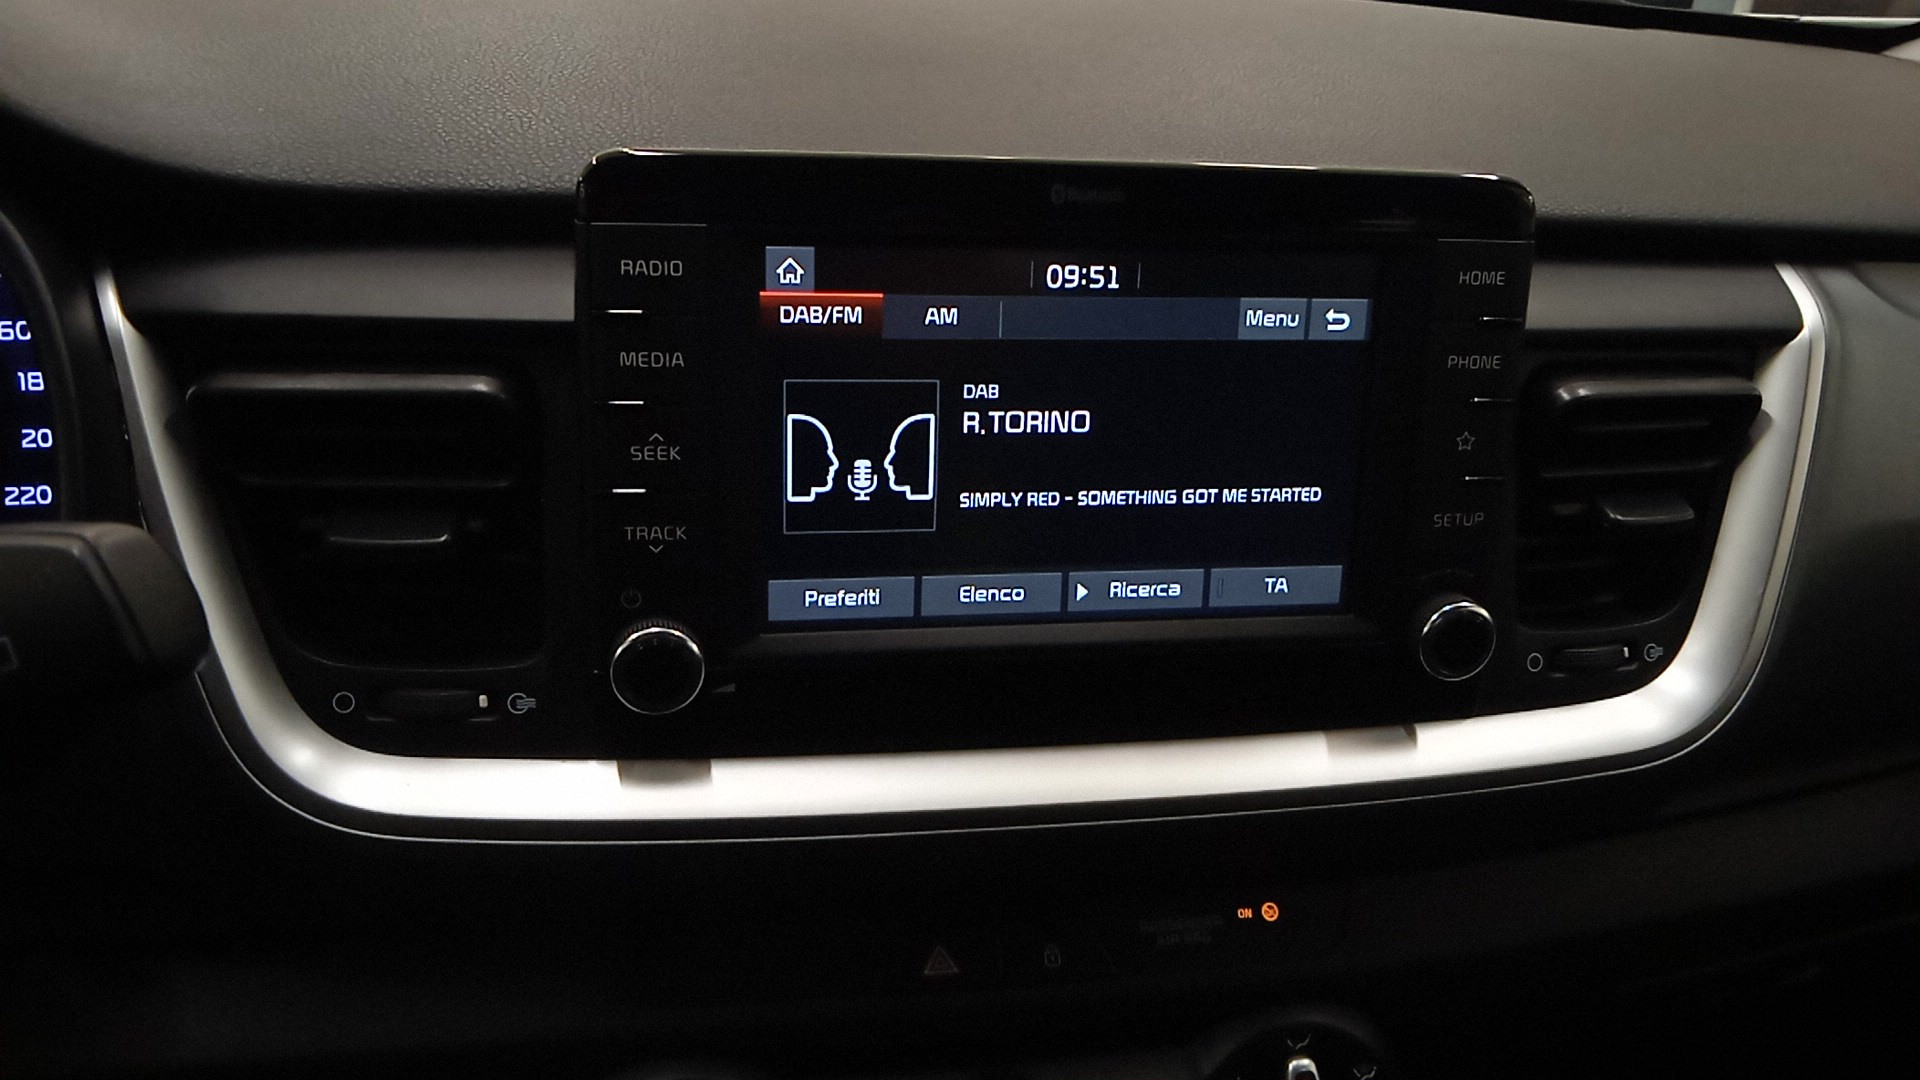 Bluetooth
RADIO
MEDIA
SEEK
TRACK
09:51
DAB/FM
AM
Menu
DAB
R.TORINO
SIMPLY RED - SOMETHING GOT ME STARTED
Preferiti
Elenco
Ricerca
TA
HOME
PHONE
SETUP
18
20
220
ON